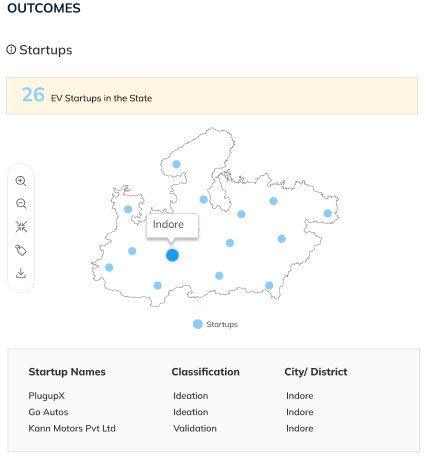 OUTCOMES
Startups
26 EV Startups in the State
Indore
Startups
Startup Names Classification City/ District
PlugupX Ideation Indore
Go Autos Ideation Indore
Kann Motors Pvt Ltd Validation Indore